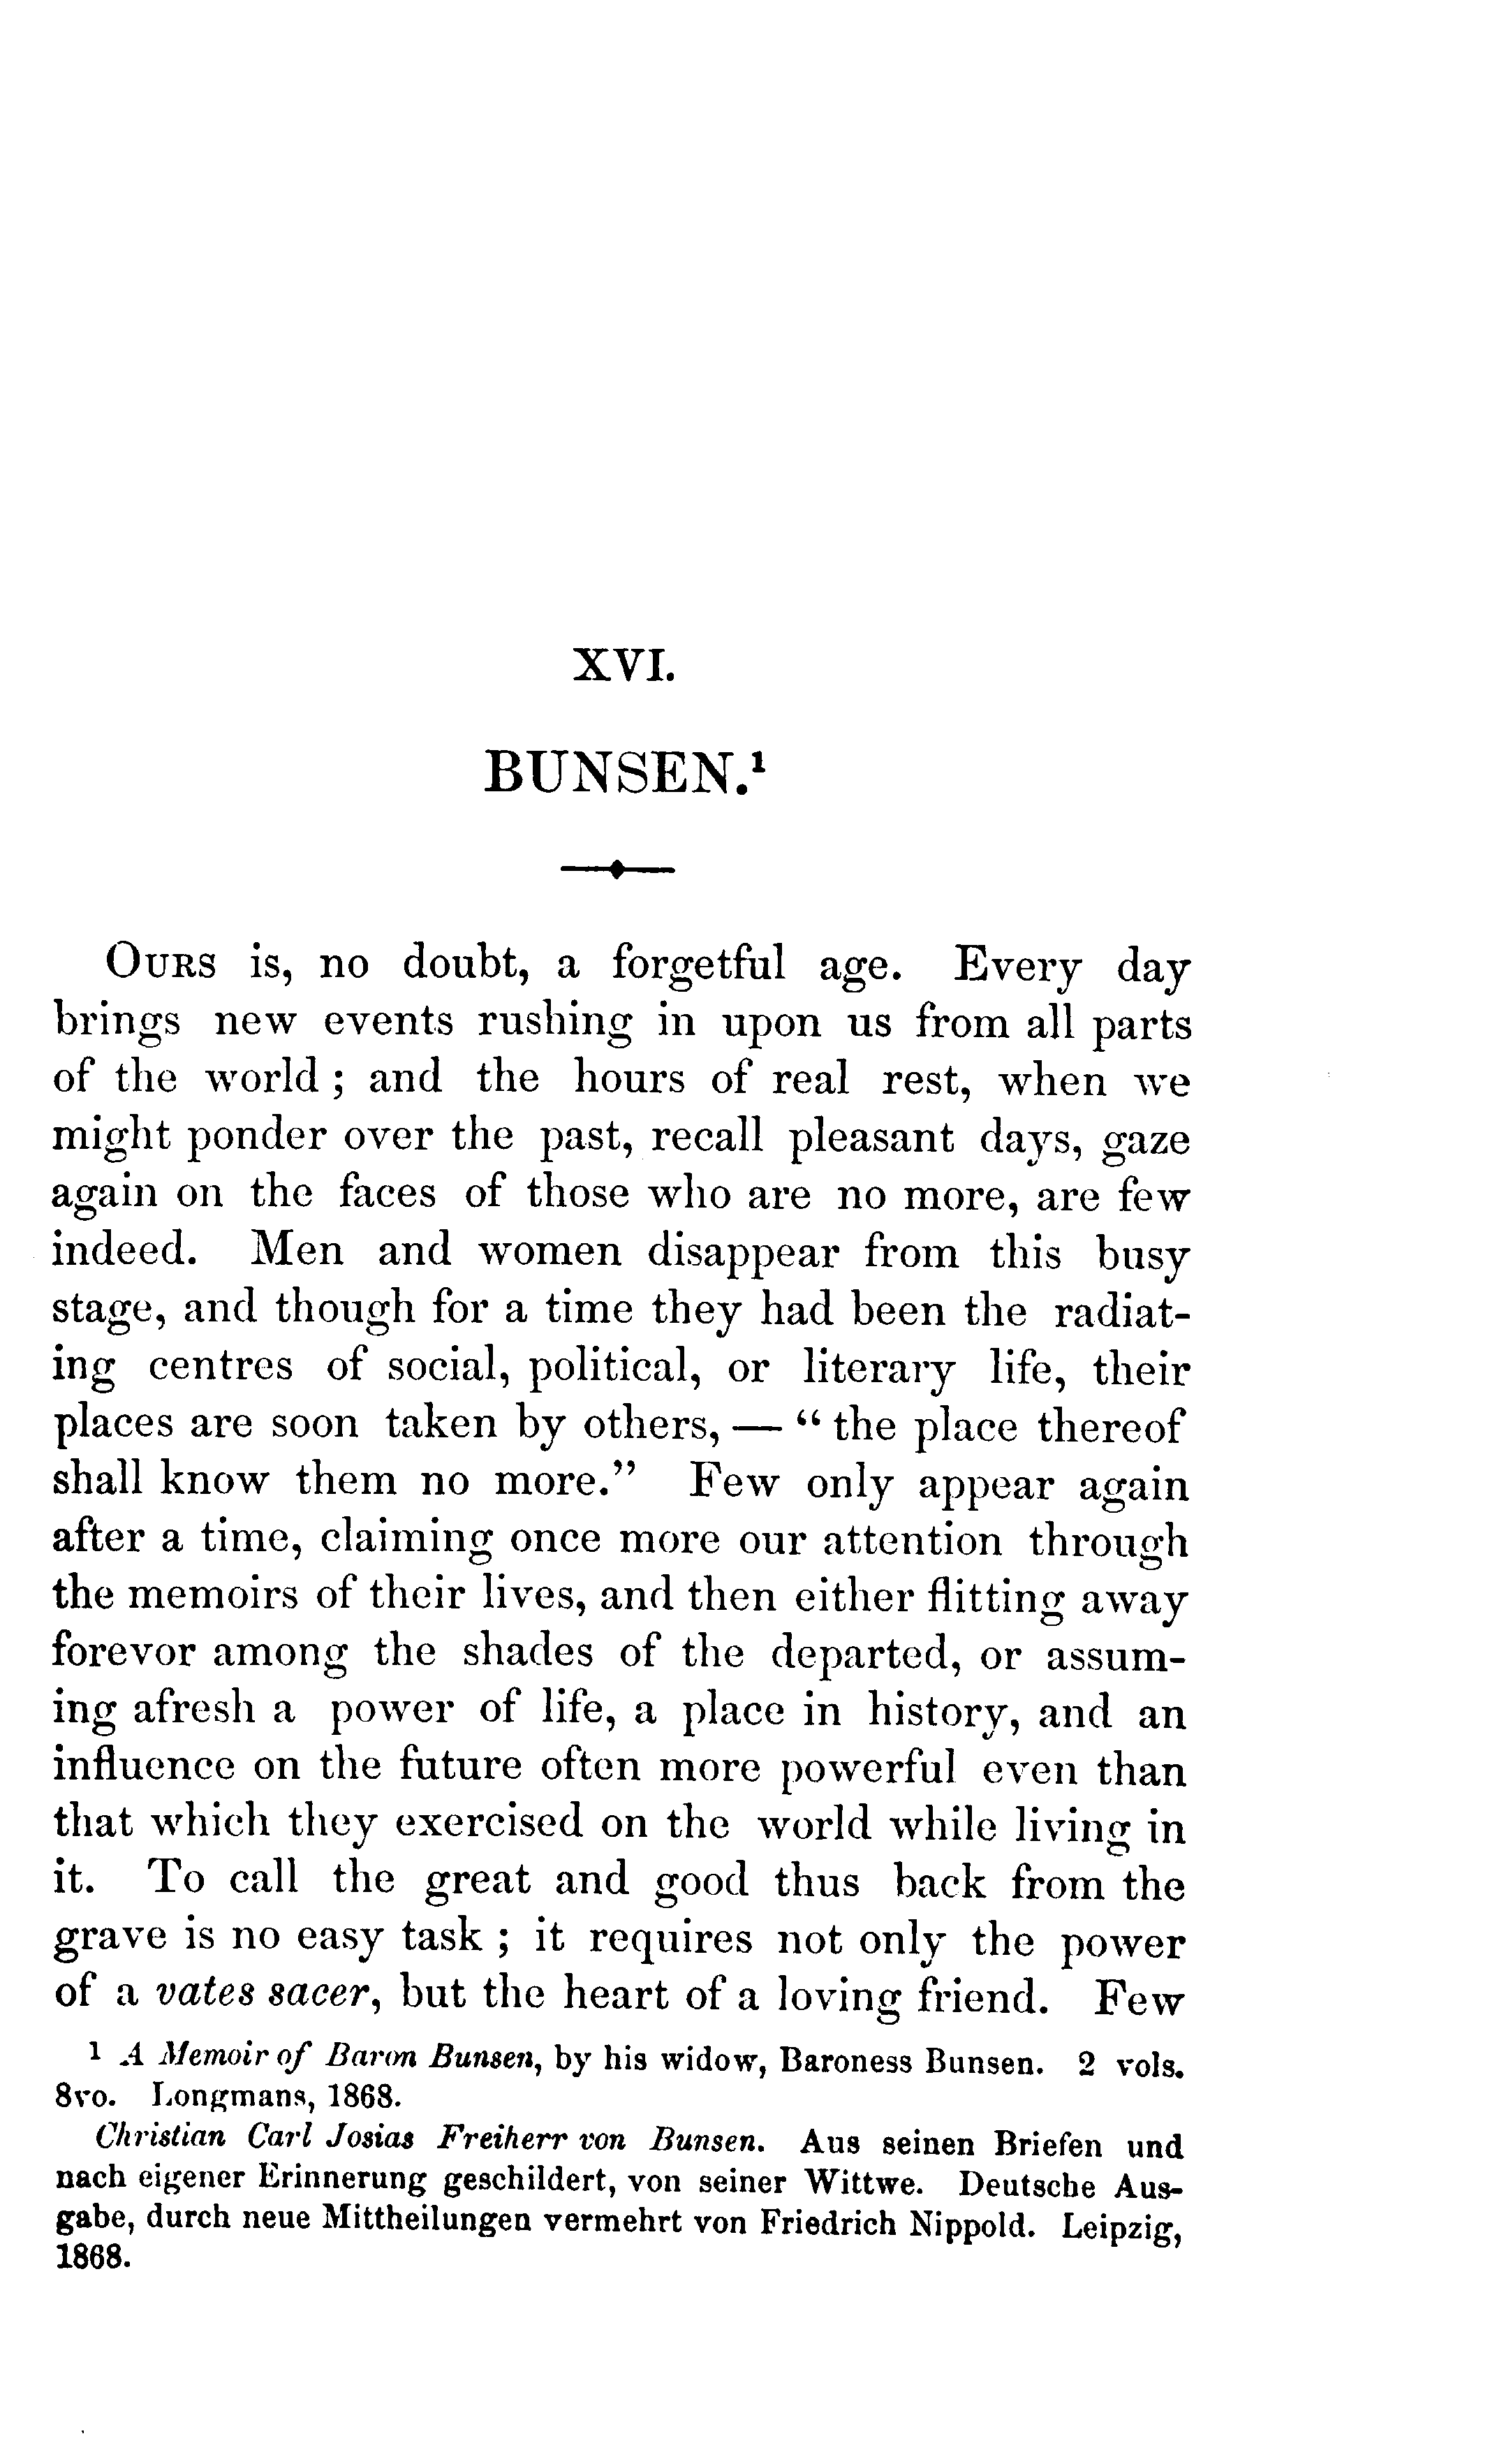 XVI.
BUNSEN.¹
OURS is, no doubt, a forgetful age. Every day
brings new events rushing in upon us from all parts
of the world ; and the hours of real rest, when we
might ponder over the past, recall pleasant days, gaze
again on the faces of those who are no more, are few
indeed. Men and women disappear from this busy
stage, and though for a time they had been the radiat-
ing centres of social, political, or literary life, their
places are soon taken by others, — “ the place thereof
shall know them no more.” Few only appear again
after a time, claiming once more our attention through
the memoirs of their lives, and then either flitting away
forevor among the shades of the departed, or assum-
ing afresh a power of life, a place in history, and an
influence on the future often more powerful even than
that which they exercised on the world while living in
it. To call the great and good thus back from the
grave is no easy task ; it requires not only the power
of a vates sacer, but the heart of a loving friend. Few
¹ A Memoir of Baron Bunsen, by his widow, Baroness Bunsen. 2 vols.
8vo. Longmans, 1868.
Christian Carl Josias Freiherr von Bunsen. Aus seinen Briefen und
nach eigener Erinnerung geschildert, von seiner Wittwe. Deutsche Aus-
gabe, durch neue Mittheilungen vermehrt von Friedrich Nippold. Leipzig,
1868.